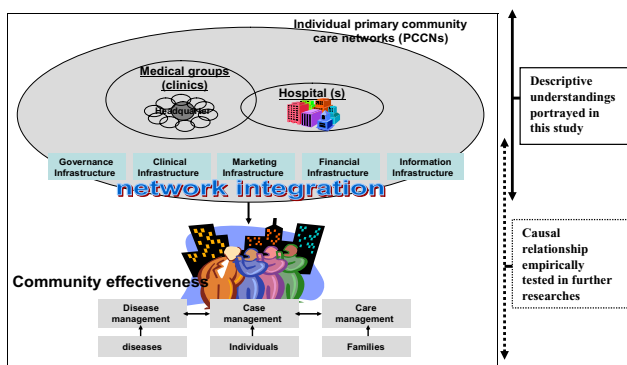 Individual primary community
care networks (PCCNs)
Medical groups
(clinics)
Headquarter
Hospital (s)
Governance
Infrastructure
Clinical
Infrastructure
Marketing
Infrastructure
Financial
Infrastructure
Information
Infrastructure
network integration
Community effectiveness
Disease
management
Case
management
Care
management
diseases
Individuals
Families
Descriptive
understandings
portrayed in
this study
Causal
relationship
empirically
tested in further
researches